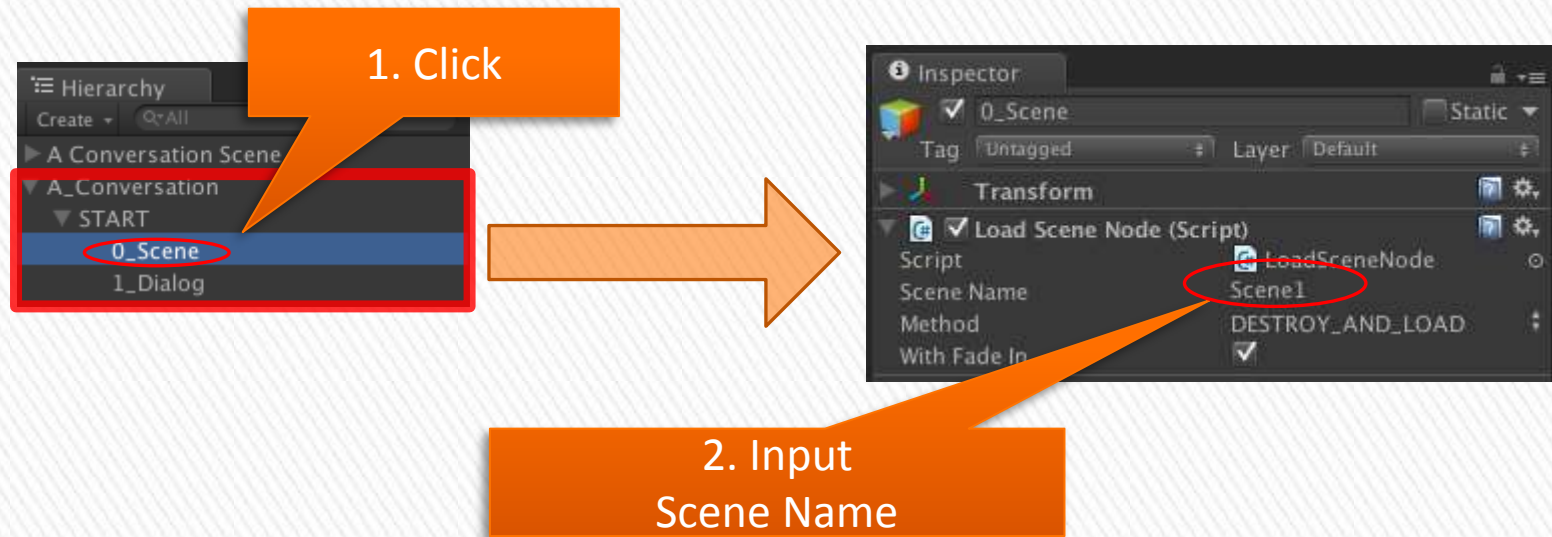 1. Click
Hierarchy
Create
All
A Conversation Scene
A_Conversation
START
0_Scene
1_Dialog
Inspector
0_Scene
Static
Tag Untagged Layer Default
Transform
Load Scene Node (Script)
Script LoadSceneNode
Scene Name Scene1
Method DESTROY_AND_LOAD
With Fade In
2. Input
Scene Name